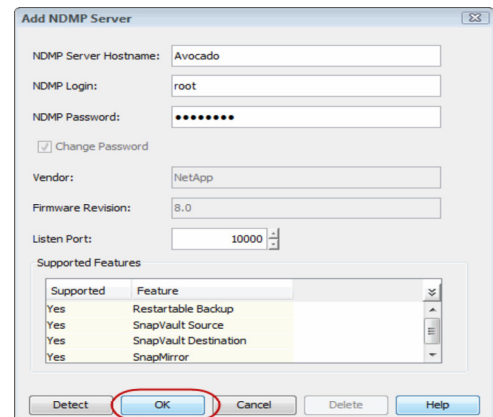 Add NDMP Server
NDMP Server Hostname: Avocado
NDMP Login: root
NDMP Password: ••••••••
Change Password
Vendor: NetApp
Firmware Revision: 8.0
Listen Port: 10000
Supported Features
Supported Feature
Yes Restartable Backup
Yes SnapVault Source
Yes SnapVault Destination
Yes SnapMirror
Detect OK Cancel Delete Help